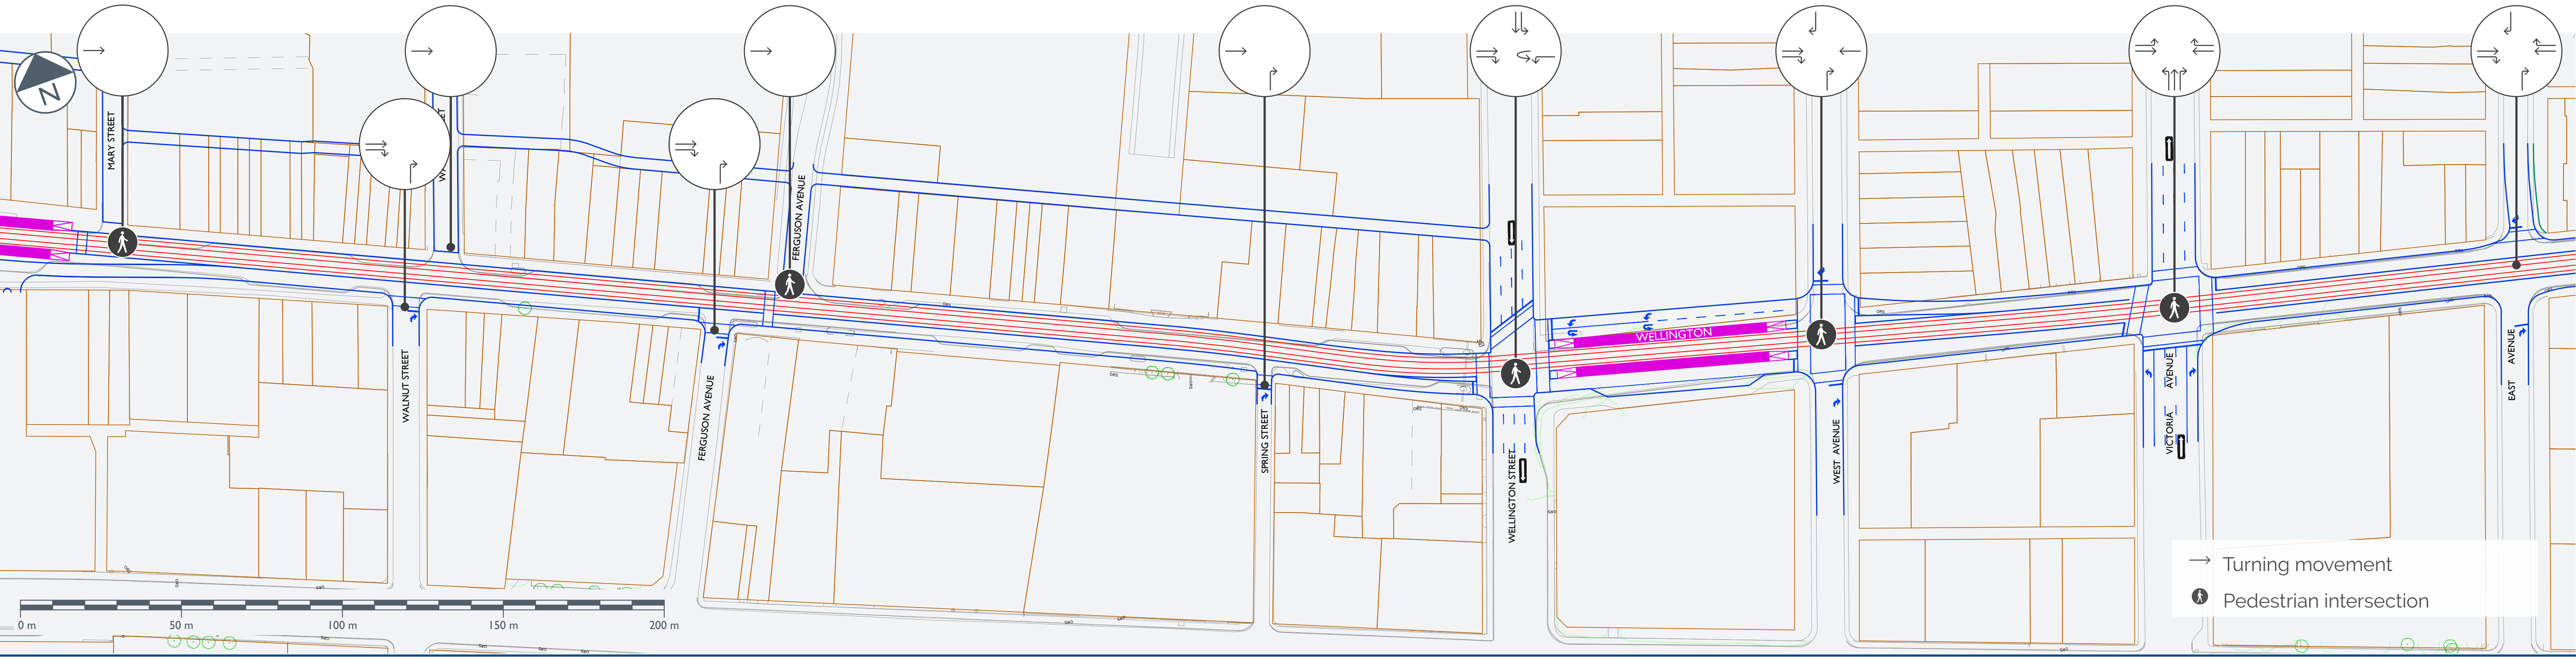 N
MARY STREET
FERGUSON AVENUE
WELLINGTON
WALNUT STREET
FERGUSON AVENUE
SPRING STREET
WELLINGTON STREET
WEST AVENUE
VICTORIA AVENUE
EAST AVENUE
Turning movement
Pedestrian intersection
0 m 50 m 100 m 150 m 200 m